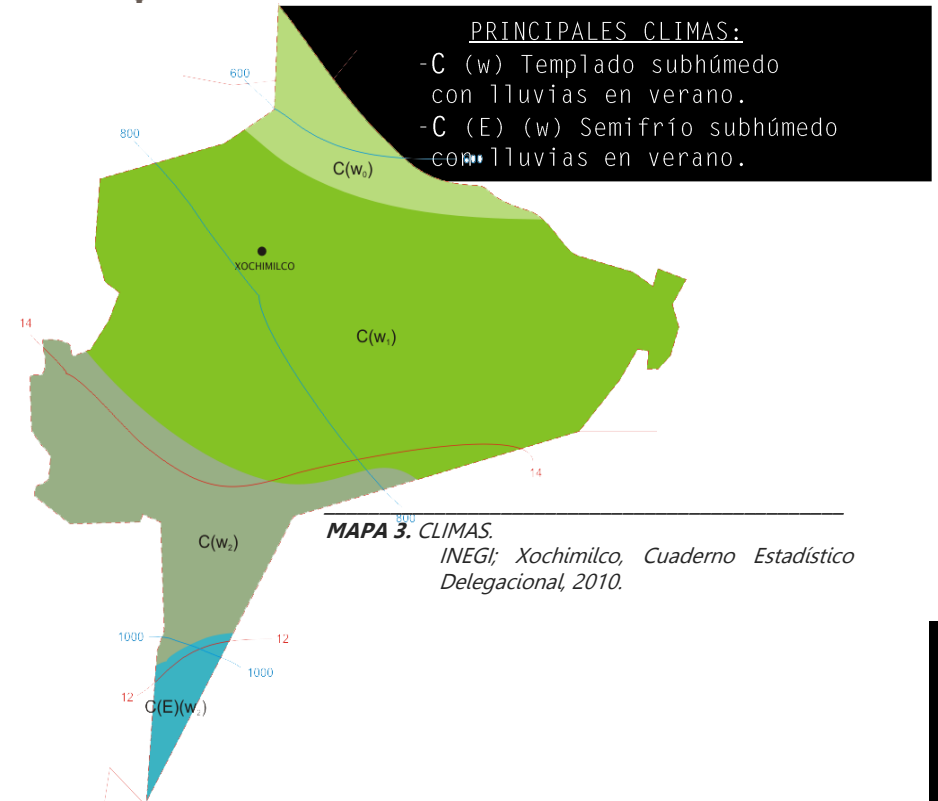 PRINCIPALES CLIMAS:
-C (w) Templado subhúmedo
con lluvias en verano.
-C (E) (w) Semifrío subhúmedo
con lluvias en verano.
600
800
C(w₀)
XOCHIMILCO
14
C(w₁)
14
800
MAPA 3. CLIMAS.
INEGI; Xochimilco, Cuaderno Estadístico
Delegacional, 2010.
C(w₂)
1000
12
1000
12
C(E)(w₂)